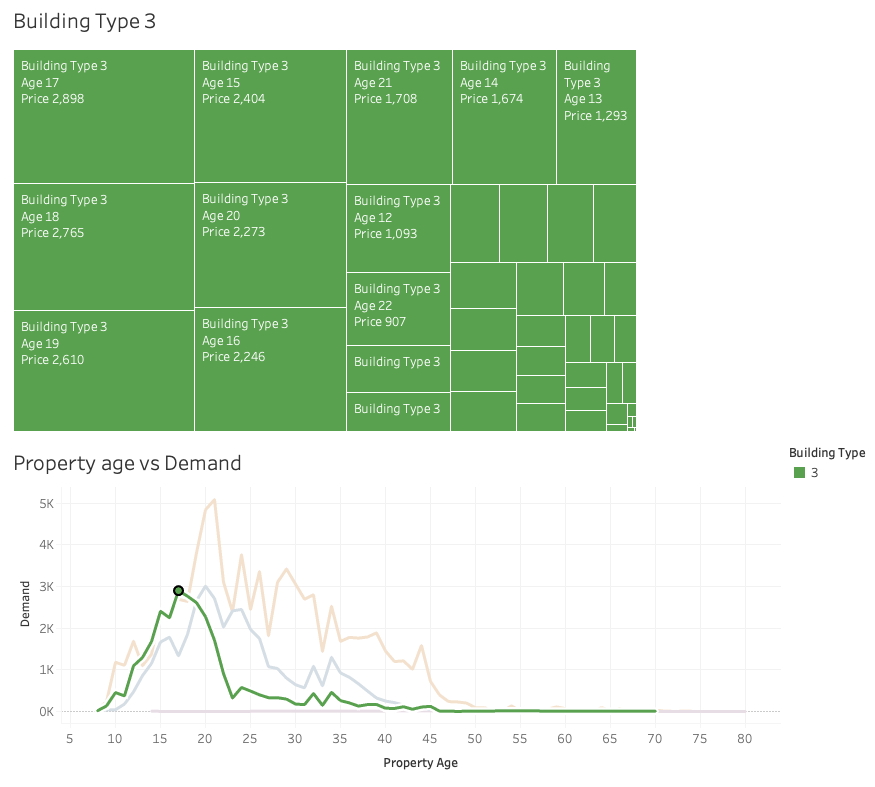 Building Type 3
Building Type 3
Age 17
Price 2,898
Building Type 3
Age 15
Price 2,404
Building Type 3
Age 21
Price 1,708
Building Type 3
Age 14
Price 1,674
Building
Type 3
Age 13
Price 1,293
Building Type 3
Age 18
Price 2,765
Building Type 3
Age 20
Price 2,273
Building Type 3
Age 12
Price 1,093
Building Type 3
Age 22
Price 907
Building Type 3
Age 19
Price 2,610
Building Type 3
Age 16
Price 2,246
Building Type 3
Building Type 3
Property age vs Demand
Building Type
3
5K
4K
3K
2K
1K
0K
Demand
5 10 15 20 25 30 35 40 45 50 55 60 65 70 75 80
Property Age